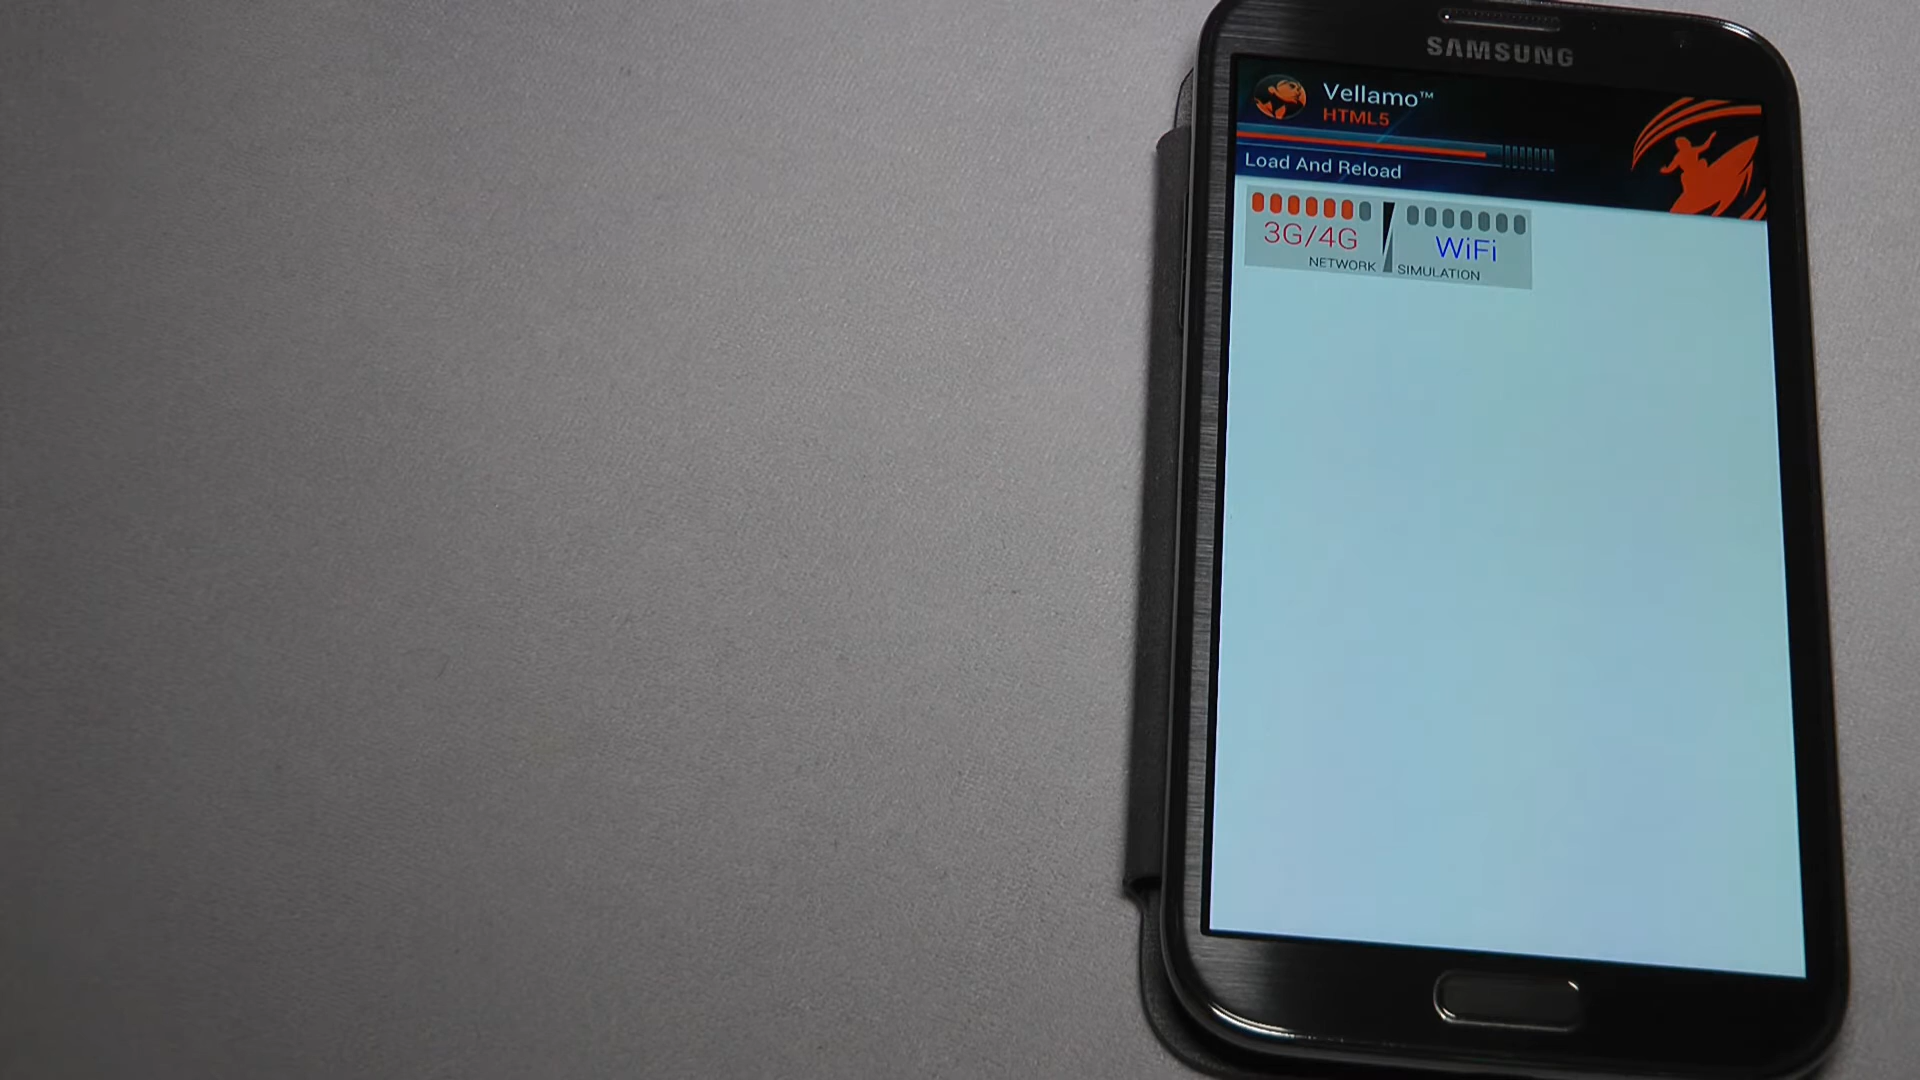 SAMSUNG
Vellamo™
HTML5
Load And Reload
3G/4G WiFi
NETWORK SIMULATION